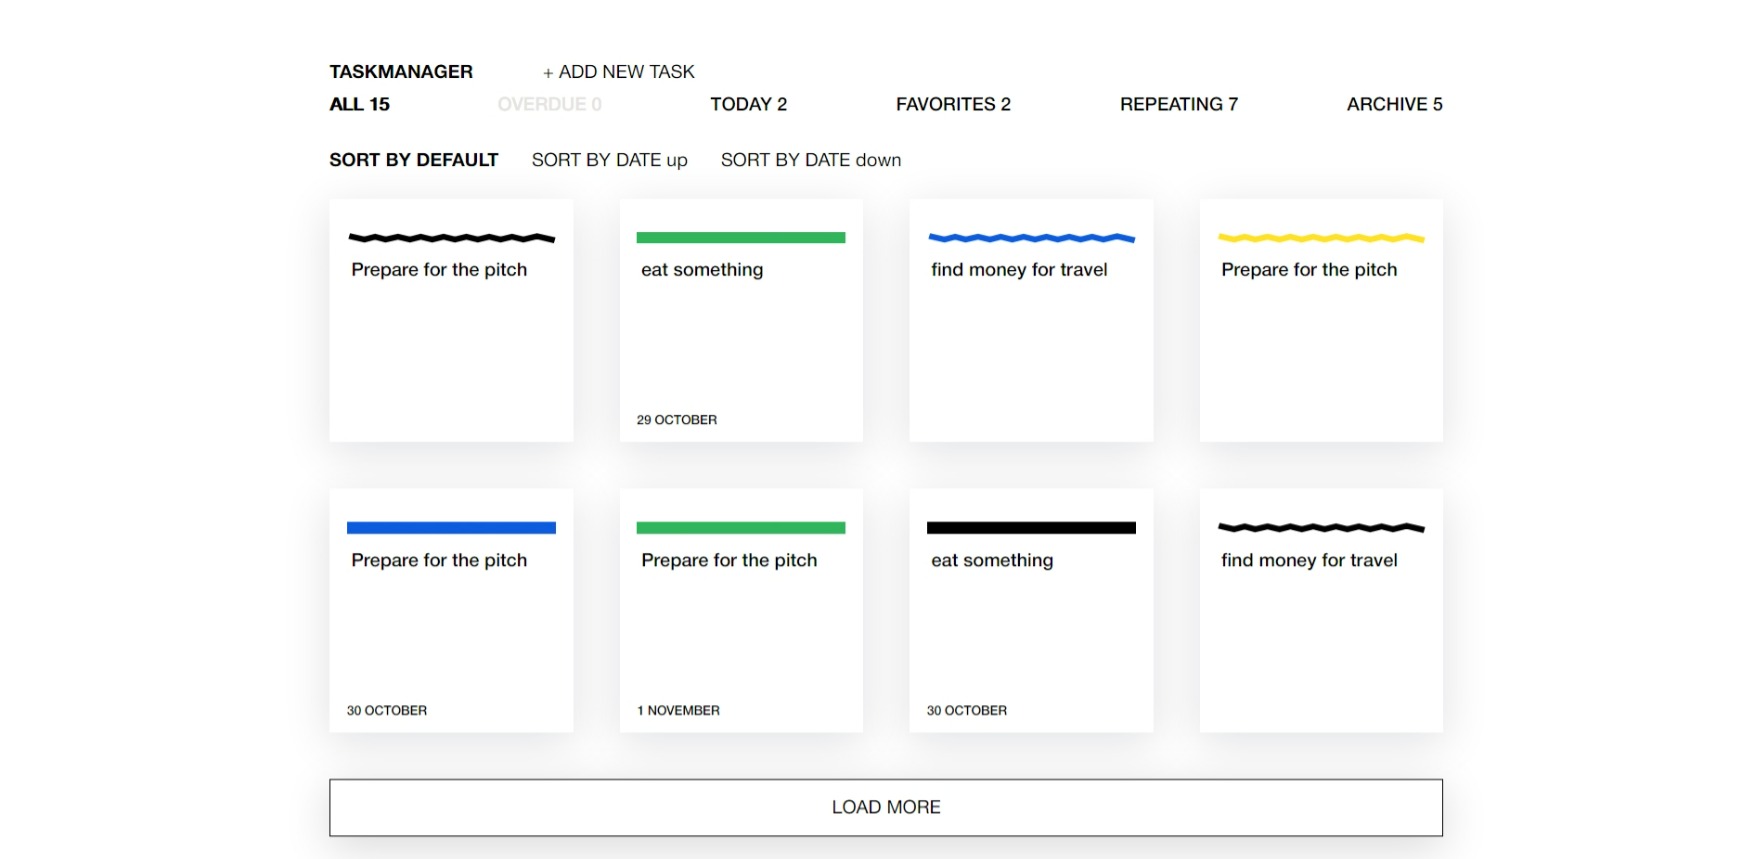 TASKMANAGER + ADD NEW TASK
ALL 15 OVERDUE 0 TODAY 2 FAVORITES 2 REPEATING 7 ARCHIVE 5
SORT BY DEFAULT SORT BY DATE up SORT BY DATE down
Prepare for the pitch
eat something
29 OCTOBER
find money for travel
Prepare for the pitch
Prepare for the pitch
30 OCTOBER
Prepare for the pitch
1 NOVEMBER
eat something
30 OCTOBER
find money for travel
LOAD MORE